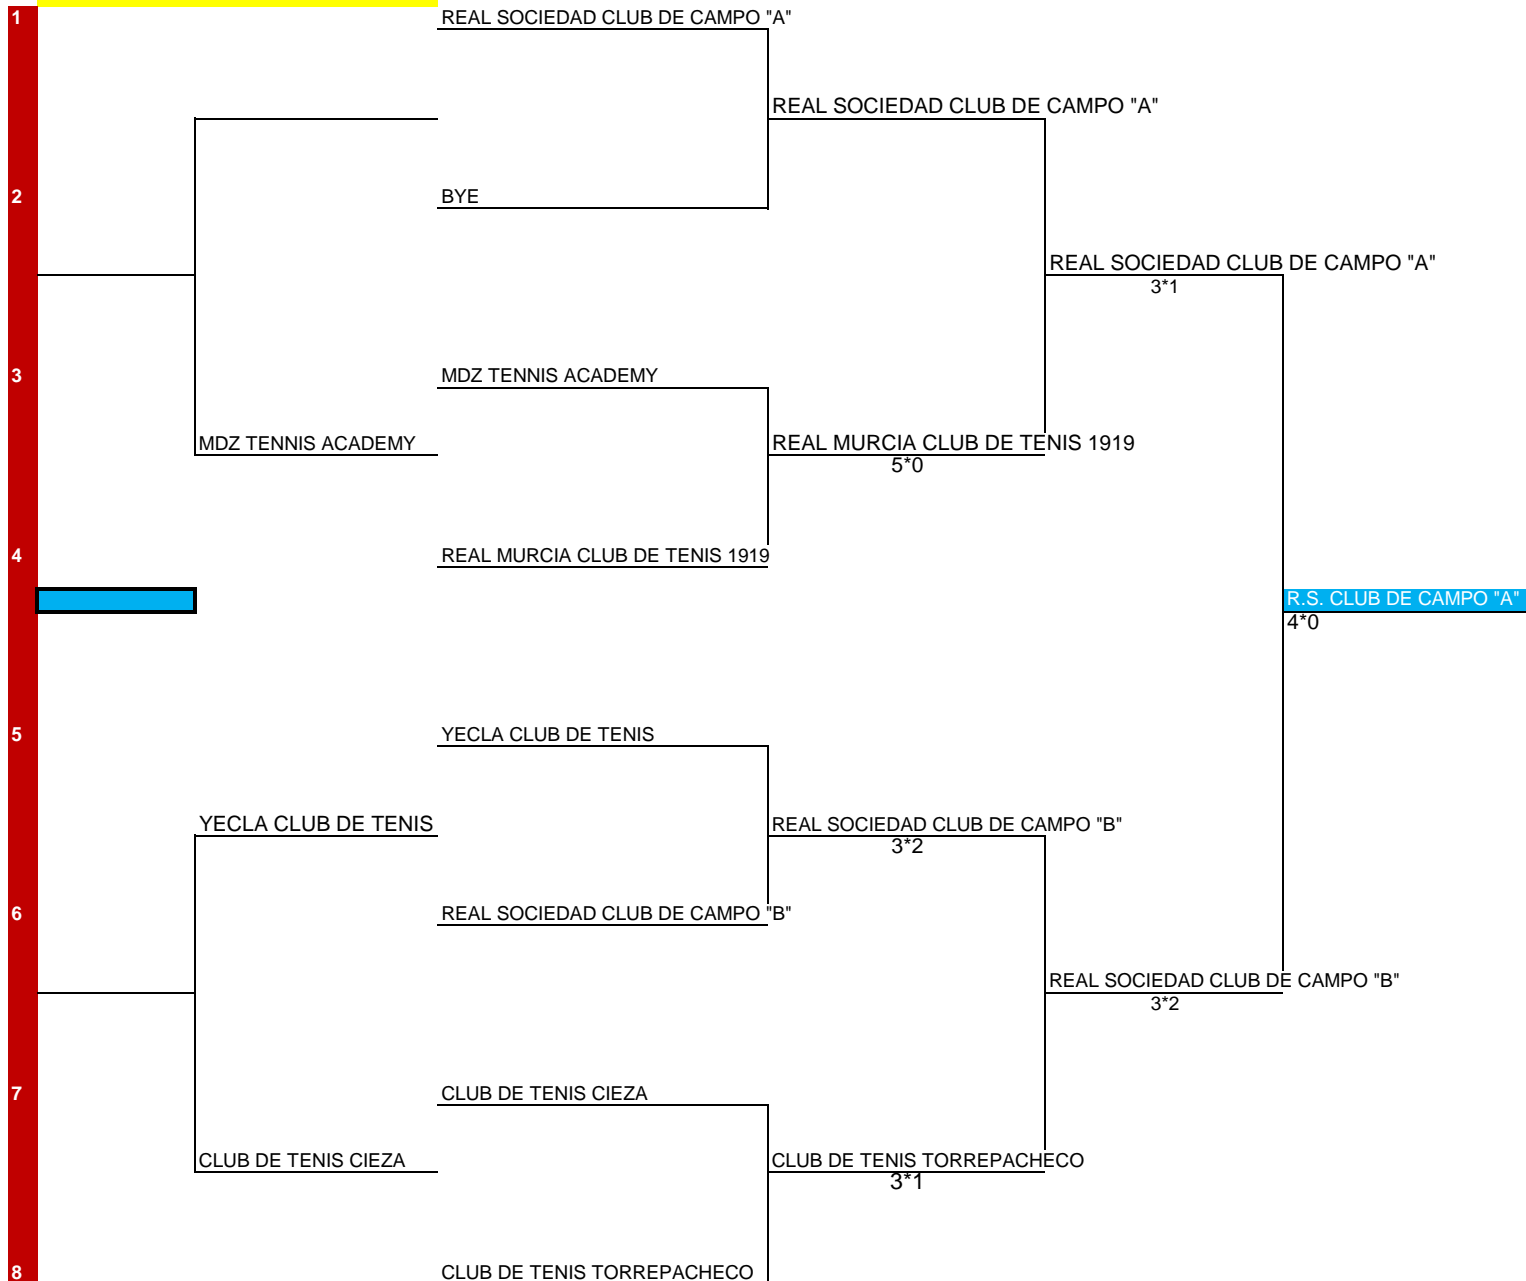 1
REAL SOCIEDAD CLUB DE CAMPO "A"
REAL SOCIEDAD CLUB DE CAMPO "A"
2
BYE
REAL SOCIEDAD CLUB DE CAMPO "A"
3*1
3
MDZ TENNIS ACADEMY
MDZ TENNIS ACADEMY
REAL MURCIA CLUB DE TENIS 1919
5*0
4
REAL MURCIA CLUB DE TENIS 1919
R.S. CLUB DE CAMPO "A"
4*0
5
YECLA CLUB DE TENIS
YECLA CLUB DE TENIS
REAL SOCIEDAD CLUB DE CAMPO "B"
3*2
6
REAL SOCIEDAD CLUB DE CAMPO "B"
REAL SOCIEDAD CLUB DE CAMPO "B"
3*2
7
CLUB DE TENIS CIEZA
CLUB DE TENIS CIEZA
CLUB DE TENIS TORREPACHECO
3*1
8
CLUB DE TENIS TORREPACHECO